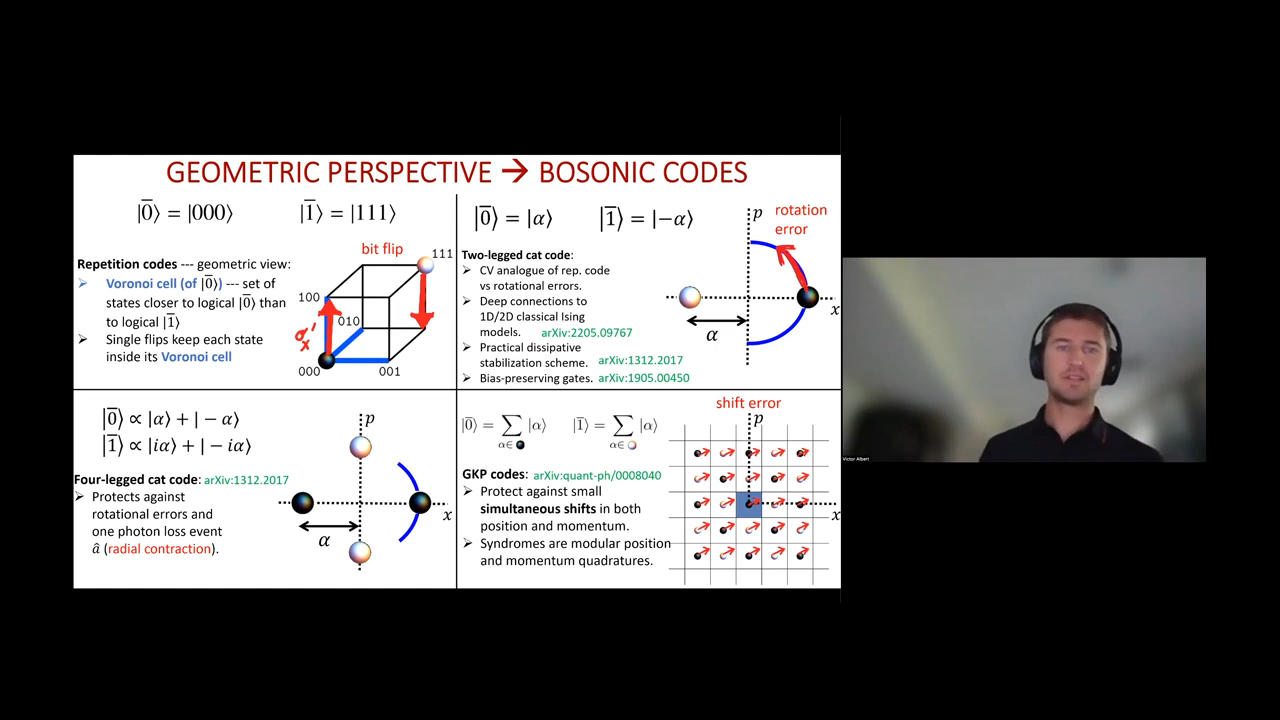 GEOMETRIC PERSPECTIVE → BOSONIC CODES
|0̅⟩ = |000⟩ |1̅⟩ = |111⟩
bit flip
111
Repetition codes --- geometric view:
➢ Voronoi cell (of |0̅⟩) --- set of
states closer to logical |0̅⟩ than
to logical |1̅⟩
➢ Single flips keep each state
inside its Voronoi cell
100
010
σₓ'
000
001
|0̅⟩ = |α⟩ |1̅⟩ = |−α⟩
p
rotation
error
Two-legged cat code:
➢ CV analogue of rep. code
vs rotational errors.
➢ Deep connections to
1D/2D classical Ising
models. arXiv:2205.09767
➢ Practical dissipative
stabilization scheme. arXiv:1312.2017
➢ Bias-preserving gates. arXiv:1905.00450
x
α
|0̅⟩ ∝ |α⟩ + |− α⟩
|1̅⟩ ∝ |iα⟩ + |− iα⟩
p
Four-legged cat code: arXiv:1312.2017
➢ Protects against
rotational errors and
one photon loss event
â (radial contraction).
x
α
shift error
|0̅⟩ = ∑ |α⟩ |1̅⟩ = ∑ |α⟩
α∈ α∈
p
GKP codes: arXiv:quant-ph/0008040
➢ Protect against small
simultaneous shifts in both
position and momentum.
➢ Syndromes are modular position
and momentum quadratures.
x
Victor Albert